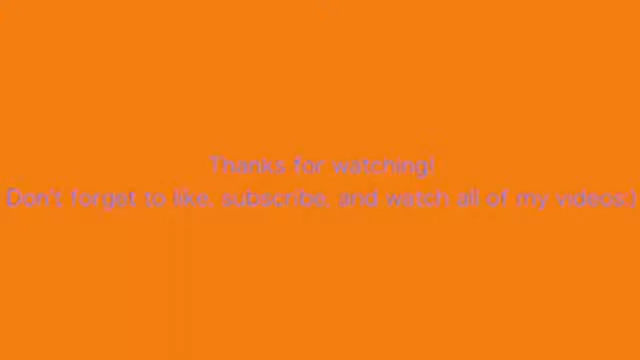 Thanks for watching!
Don't forget to like, subscribe, and watch all of my videos:)